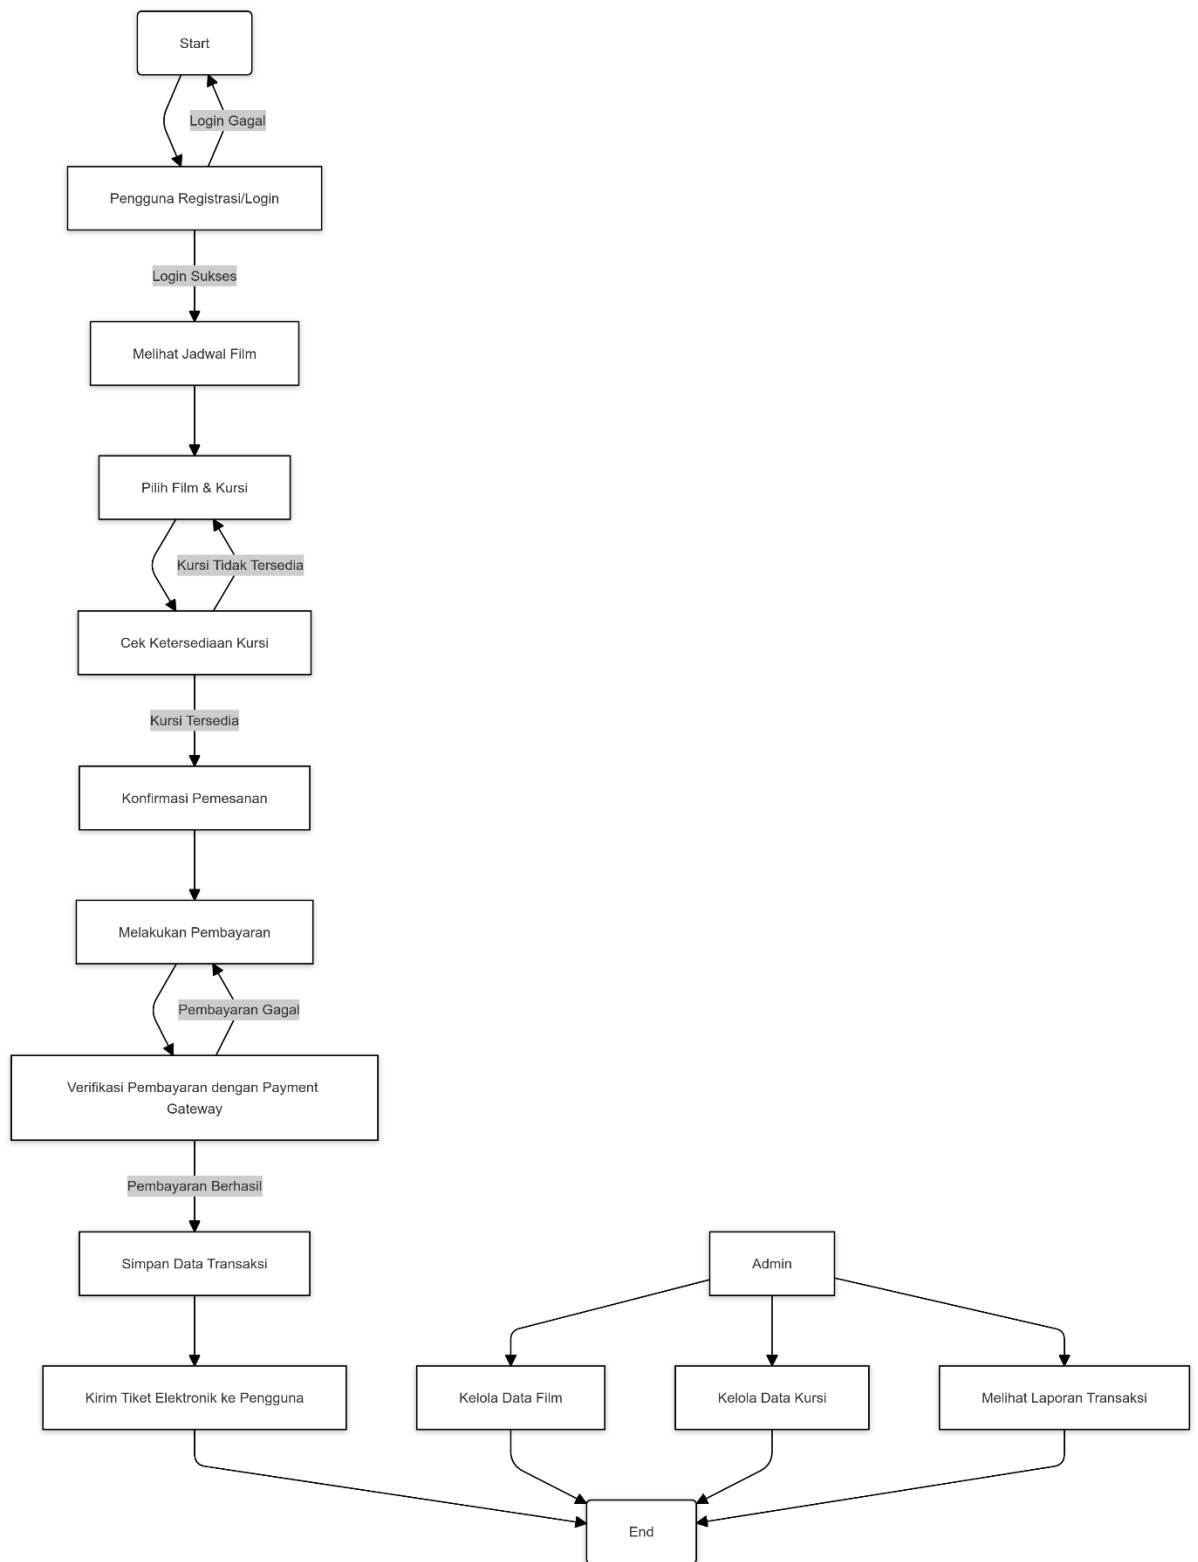 Start
Login Gagal
Pengguna Registrasi/Login
Login Sukses
Melihat Jadwal Film
Pilih Film & Kursi
Kursi Tidak Tersedia
Cek Ketersediaan Kursi
Kursi Tersedia
Konfirmasi Pemesanan
Melakukan Pembayaran
Pembayaran Gagal
Verifikasi Pembayaran dengan Payment
Gateway
Pembayaran Berhasil
Simpan Data Transaksi
Admin
Kirim Tiket Elektronik ke Pengguna
Kelola Data Film
Kelola Data Kursi
Melihat Laporan Transaksi
End